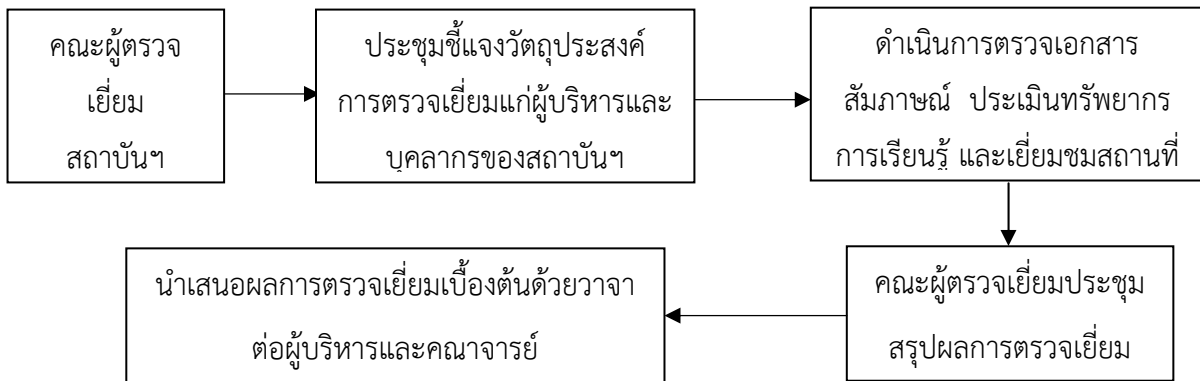 คณะผู้ตรวจ
เยี่ยม
สถาบันฯ
ประชุมชี้แจงวัตถุประสงค์
การตรวจเยี่ยมแก่ผู้บริหารและ
บุคลากรของสถาบันฯ
ดำเนินการตรวจเอกสาร
สัมภาษณ์ ประเมินทรัพยากร
การเรียนรู้ และเยี่ยมชมสถานที่
คณะผู้ตรวจเยี่ยมประชุม
สรุปผลการตรวจเยี่ยม
นำเสนอผลการตรวจเยี่ยมเบื้องต้นด้วยวาจา
ต่อผู้บริหารและคณาจารย์